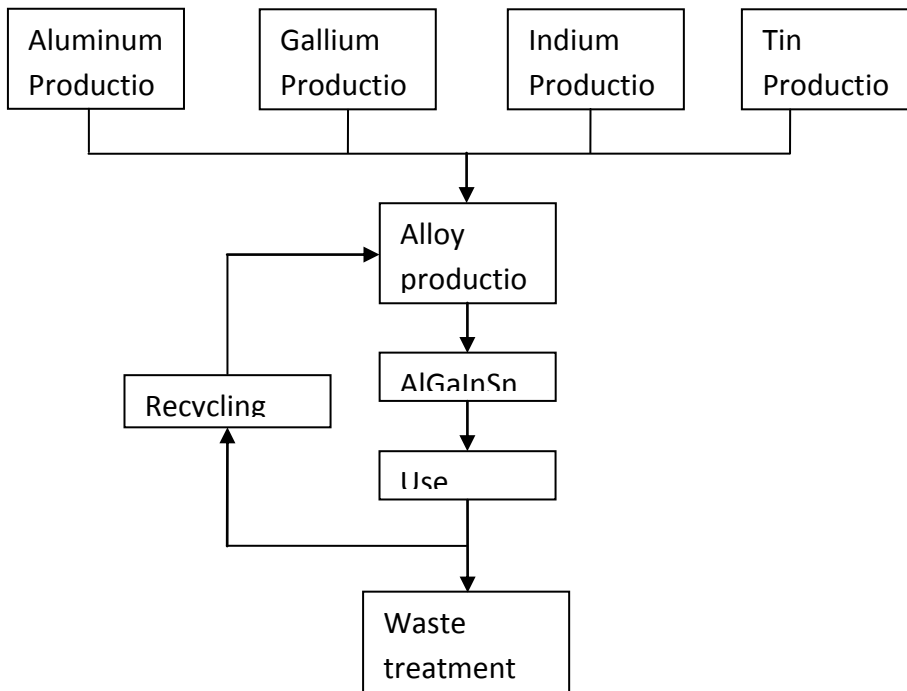 Aluminum
Productio
Gallium
Productio
Indium
Productio
Tin
Productio
Alloy
productio
AlGaInSn
Recycling
Use
Waste
treatment